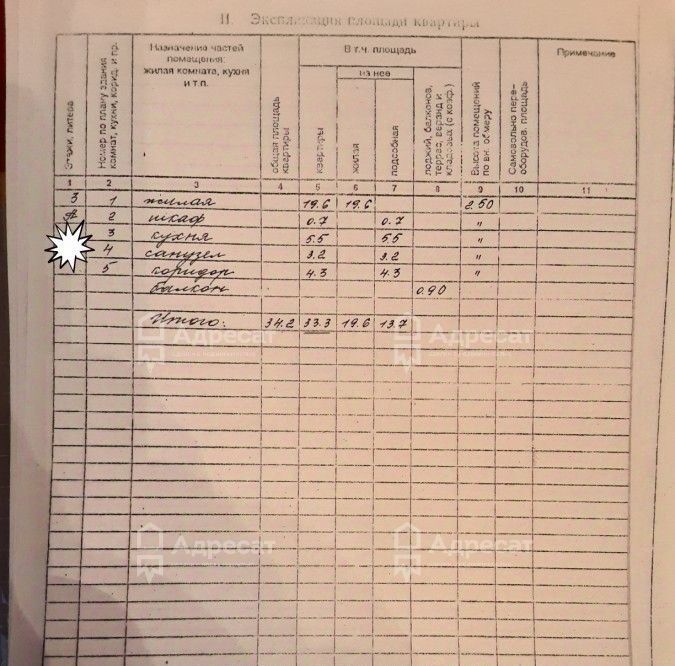 II. Экспликация площади квартиры
Этажи, литера
Номер по плану здания комнат, кухни, корид. и пр.
Назначение частей помещения: жилая комната, кухня и т.п.
общая площадь квартиры
В т.ч. площадь
квартиры
из нее
жилая
подсобная
лоджий, балконов, террас, веранд и кладовых (с коэф.)
Высота помещений по вн. обмеру
Самовольно пере- оборудов. площадь
Примечание
1 2 3 4 5 6 7 8 9 10 11
3 1 жилая 19.6 19.6 2.50
А 2 шкаф 0.7 0.7 "
3 кухня 5.5 5.5 "
4 санузел 3.2 3.2 "
5 коридор 4.3 4.3 "
балкон 0.90
Итого: 34.2 33.3 19.6 13.7
Адресат
Адресат
Адресат
Адресат